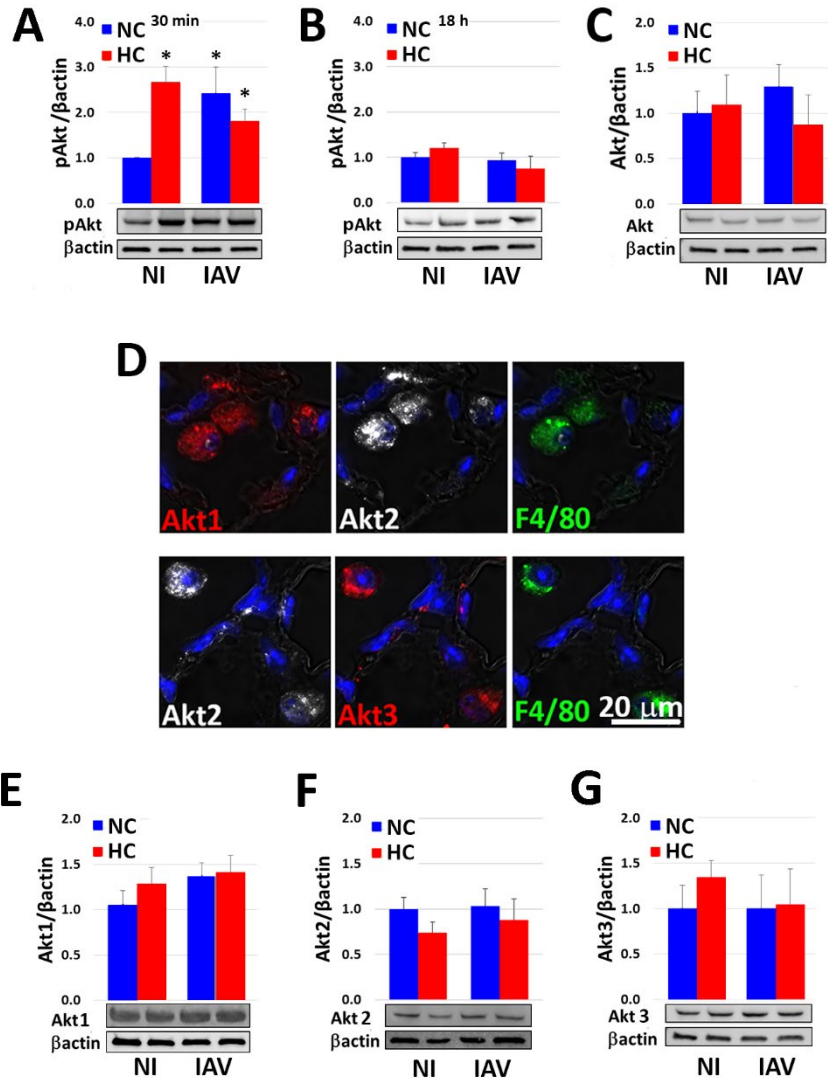 A
NC 30 min
HC
pAkt /βactin
4.0
3.0
2.0
1.0
0.0
* * *
pAkt
βactin
NI IAV
B
NC 18 h
HC
pAkt /βactin
4.0
3.0
2.0
1.0
0.0
pAkt
βactin
NI IAV
C
NC
HC
Akt/βactin
2.0
1.5
1.0
0.5
0.0
Akt
βactin
NI IAV
D
Akt1 Akt2 F4/80
Akt2 Akt3 F4/80
20 μm
E
NC
HC
Akt1/βactin
2.0
1.5
1.0
0.5
0.0
Akt1
βactin
NI IAV
F
NC
HC
Akt2/βactin
2.0
1.5
1.0
0.5
0.0
Akt 2
βactin
NI IAV
G
NC
HC
Akt3/βactin
2.0
1.5
1.0
0.5
0.0
Akt 3
βactin
NI IAV